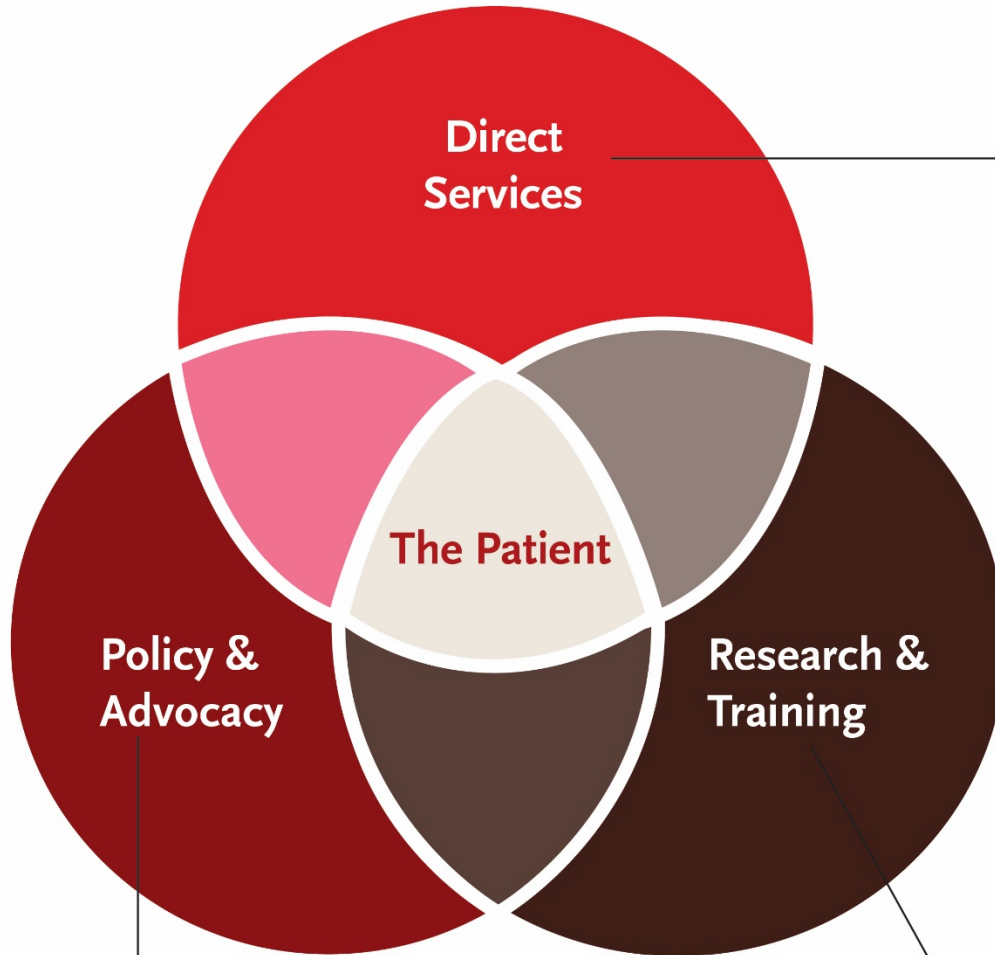 Direct
Services
The Patient
Policy &
Advocacy
Research &
Training